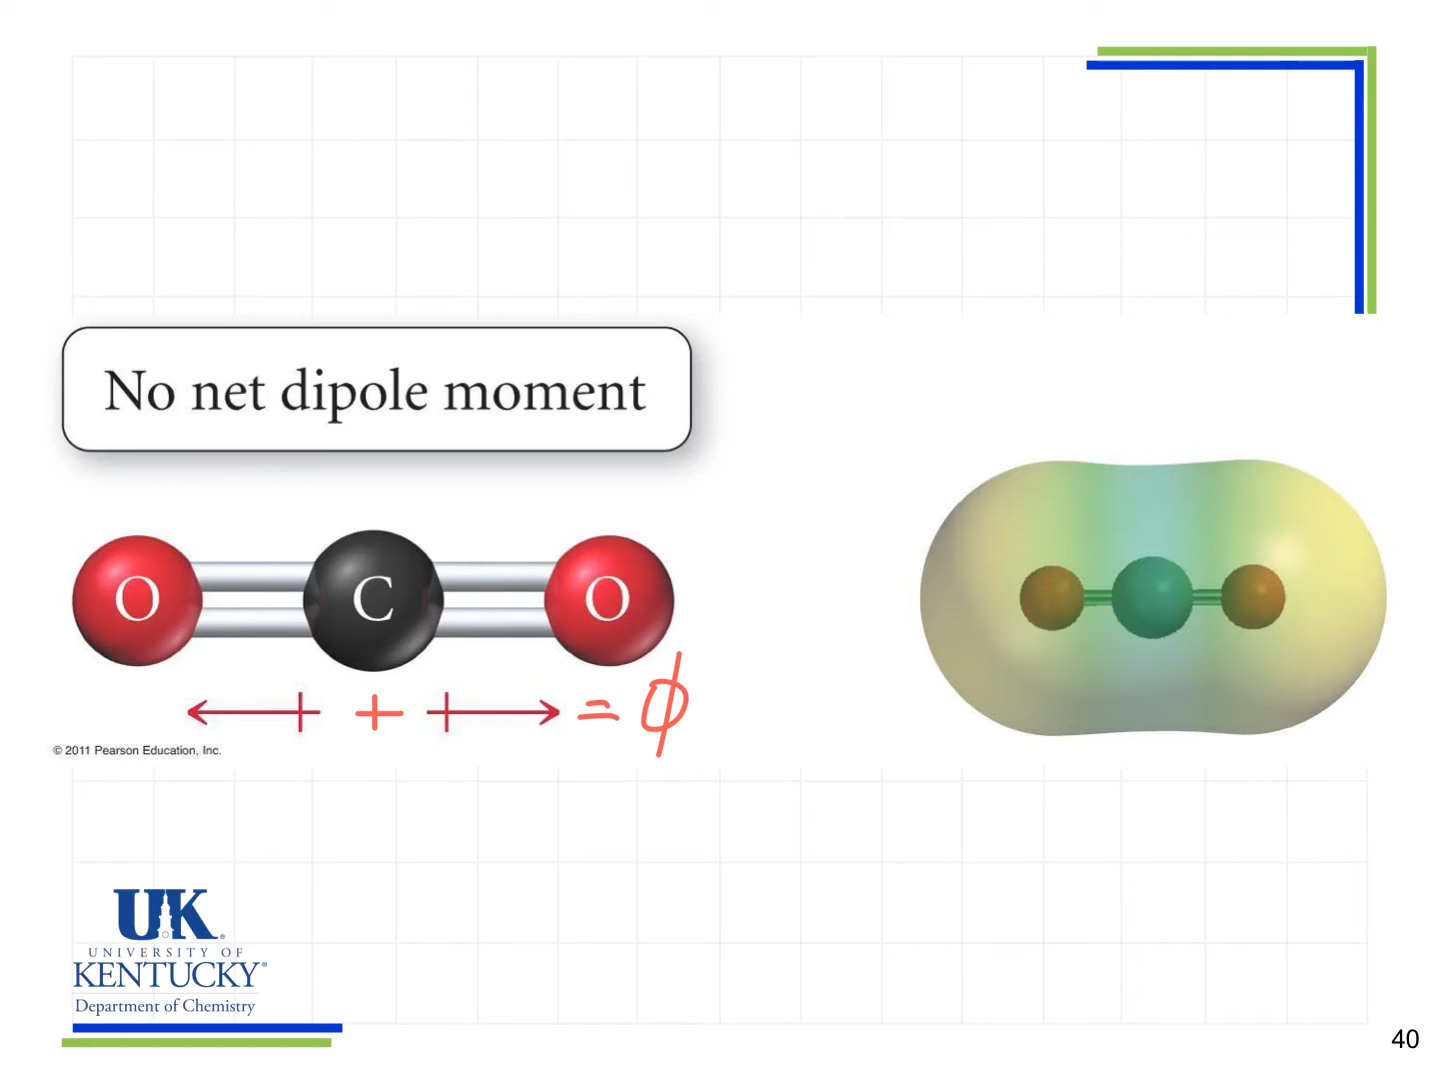 No net dipole moment
O C O
+ = ϕ
© 2011 Pearson Education, Inc.
UK®
UNIVERSITY OF
KENTUCKY®
Department of Chemistry
40